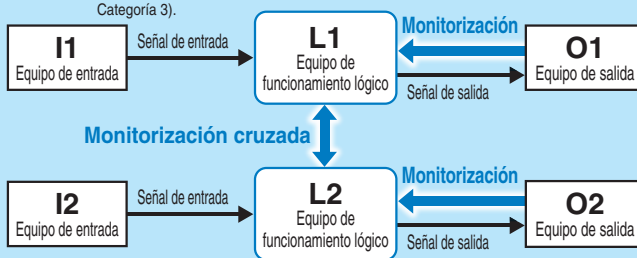 Categoría 3).
I1
Equipo de entrada
Señal de entrada
L1
Equipo de
funcionamiento lógico
Monitorización
Señal de salida
O1
Equipo de salida
Monitorización cruzada
I2
Equipo de entrada
Señal de entrada
L2
Equipo de
funcionamiento lógico
Monitorización
Señal de salida
O2
Equipo de salida